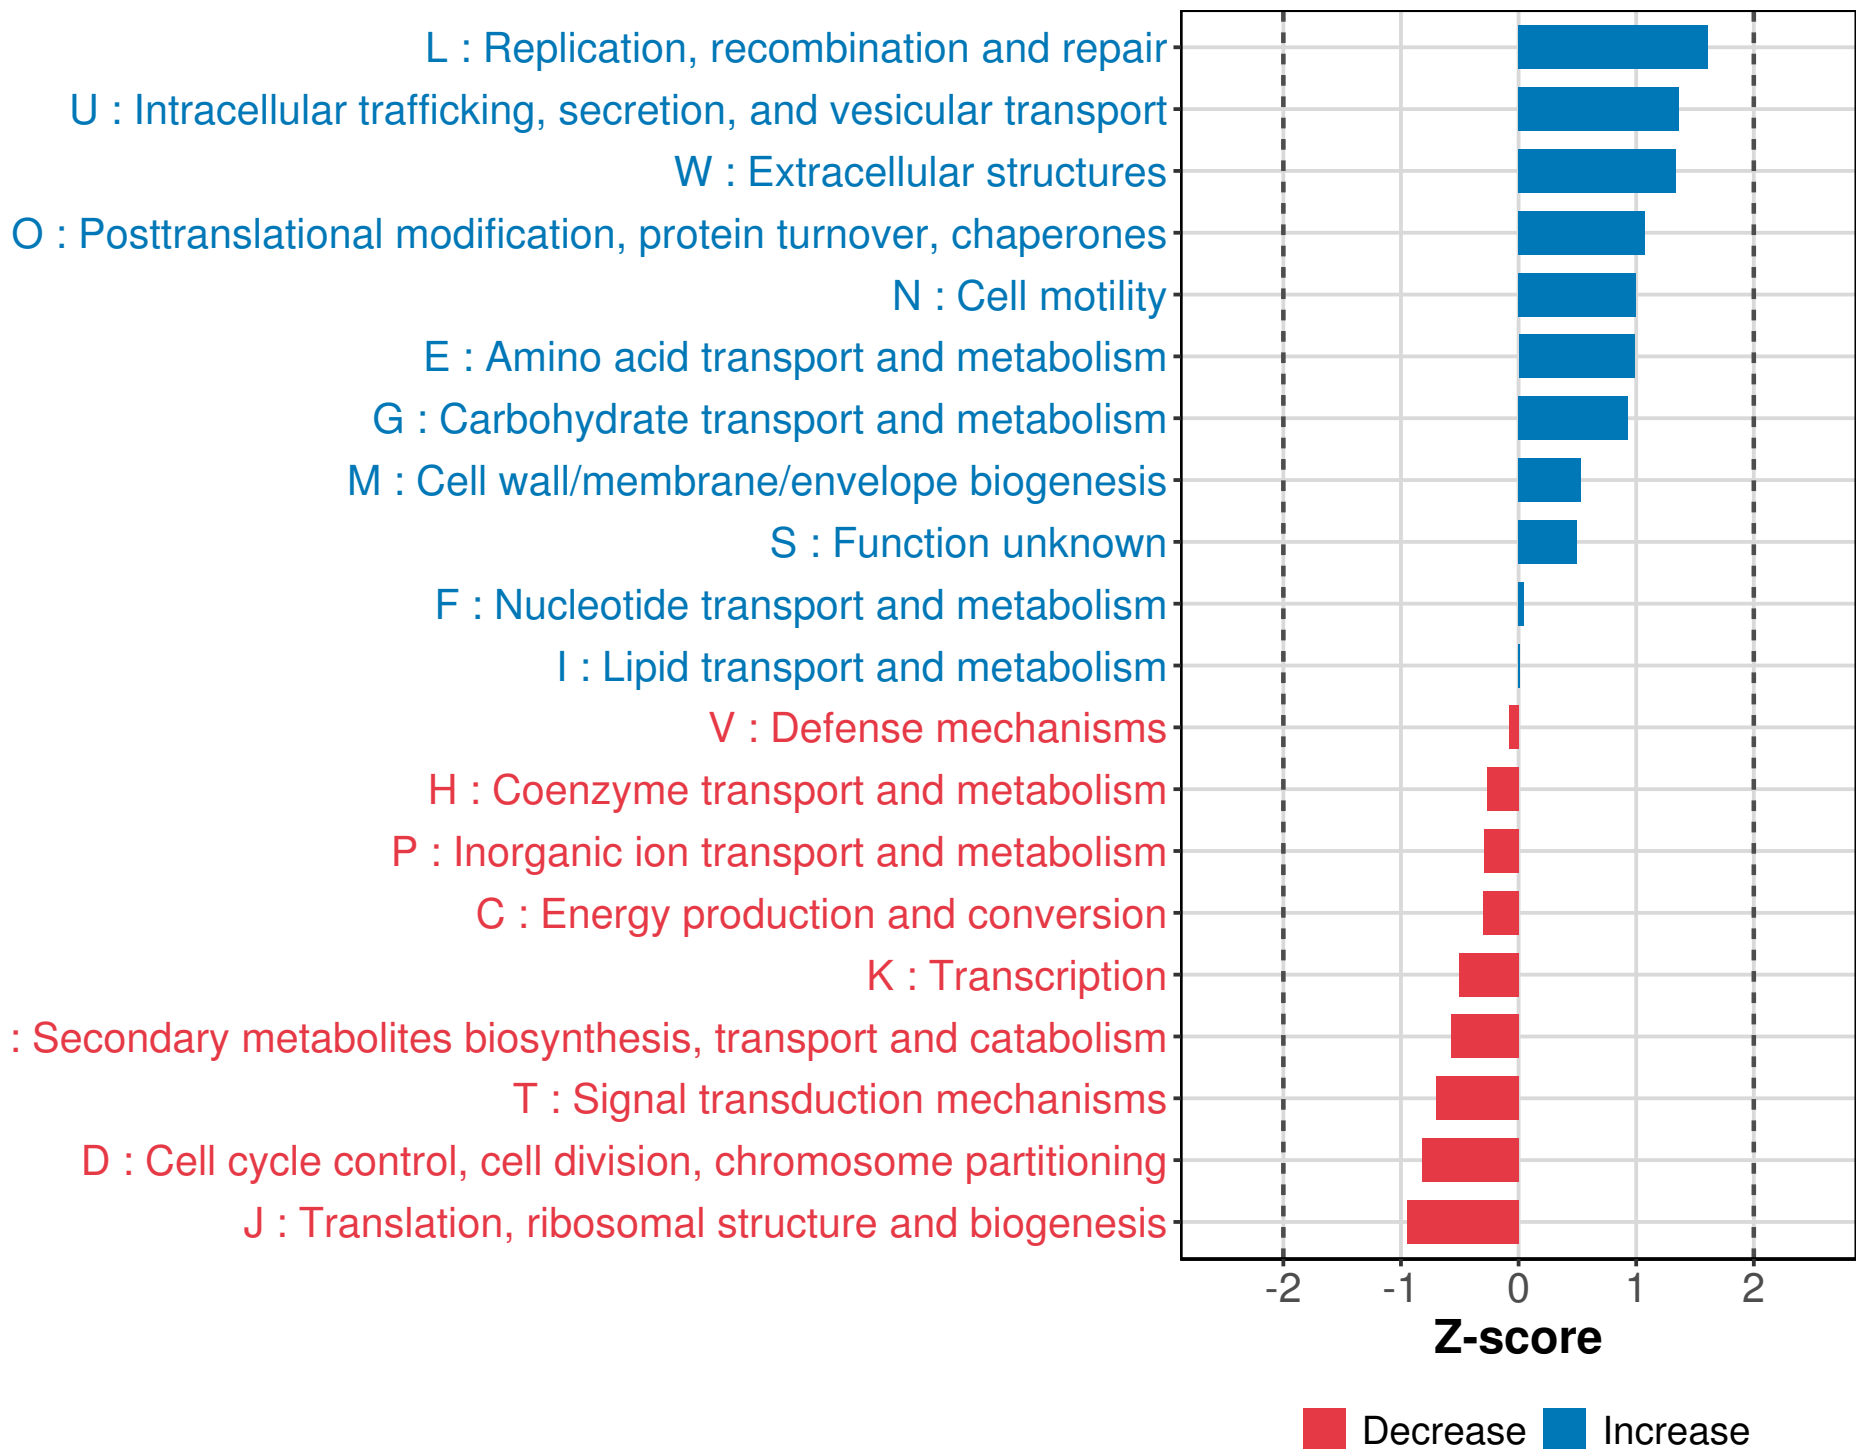 L : Replication, recombination and repair
U : Intracellular trafficking, secretion, and vesicular transport
W : Extracellular structures
O : Posttranslational modification, protein turnover, chaperones
N : Cell motility
E : Amino acid transport and metabolism
G : Carbohydrate transport and metabolism
M : Cell wall/membrane/envelope biogenesis
S : Function unknown
F : Nucleotide transport and metabolism
I : Lipid transport and metabolism
V : Defense mechanisms
H : Coenzyme transport and metabolism
P : Inorganic ion transport and metabolism
C : Energy production and conversion
K : Transcription
: Secondary metabolites biosynthesis, transport and catabolism
T : Signal transduction mechanisms
D : Cell cycle control, cell division, chromosome partitioning
J : Translation, ribosomal structure and biogenesis
-2 -1 0 1 2
Z-score
Decrease Increase